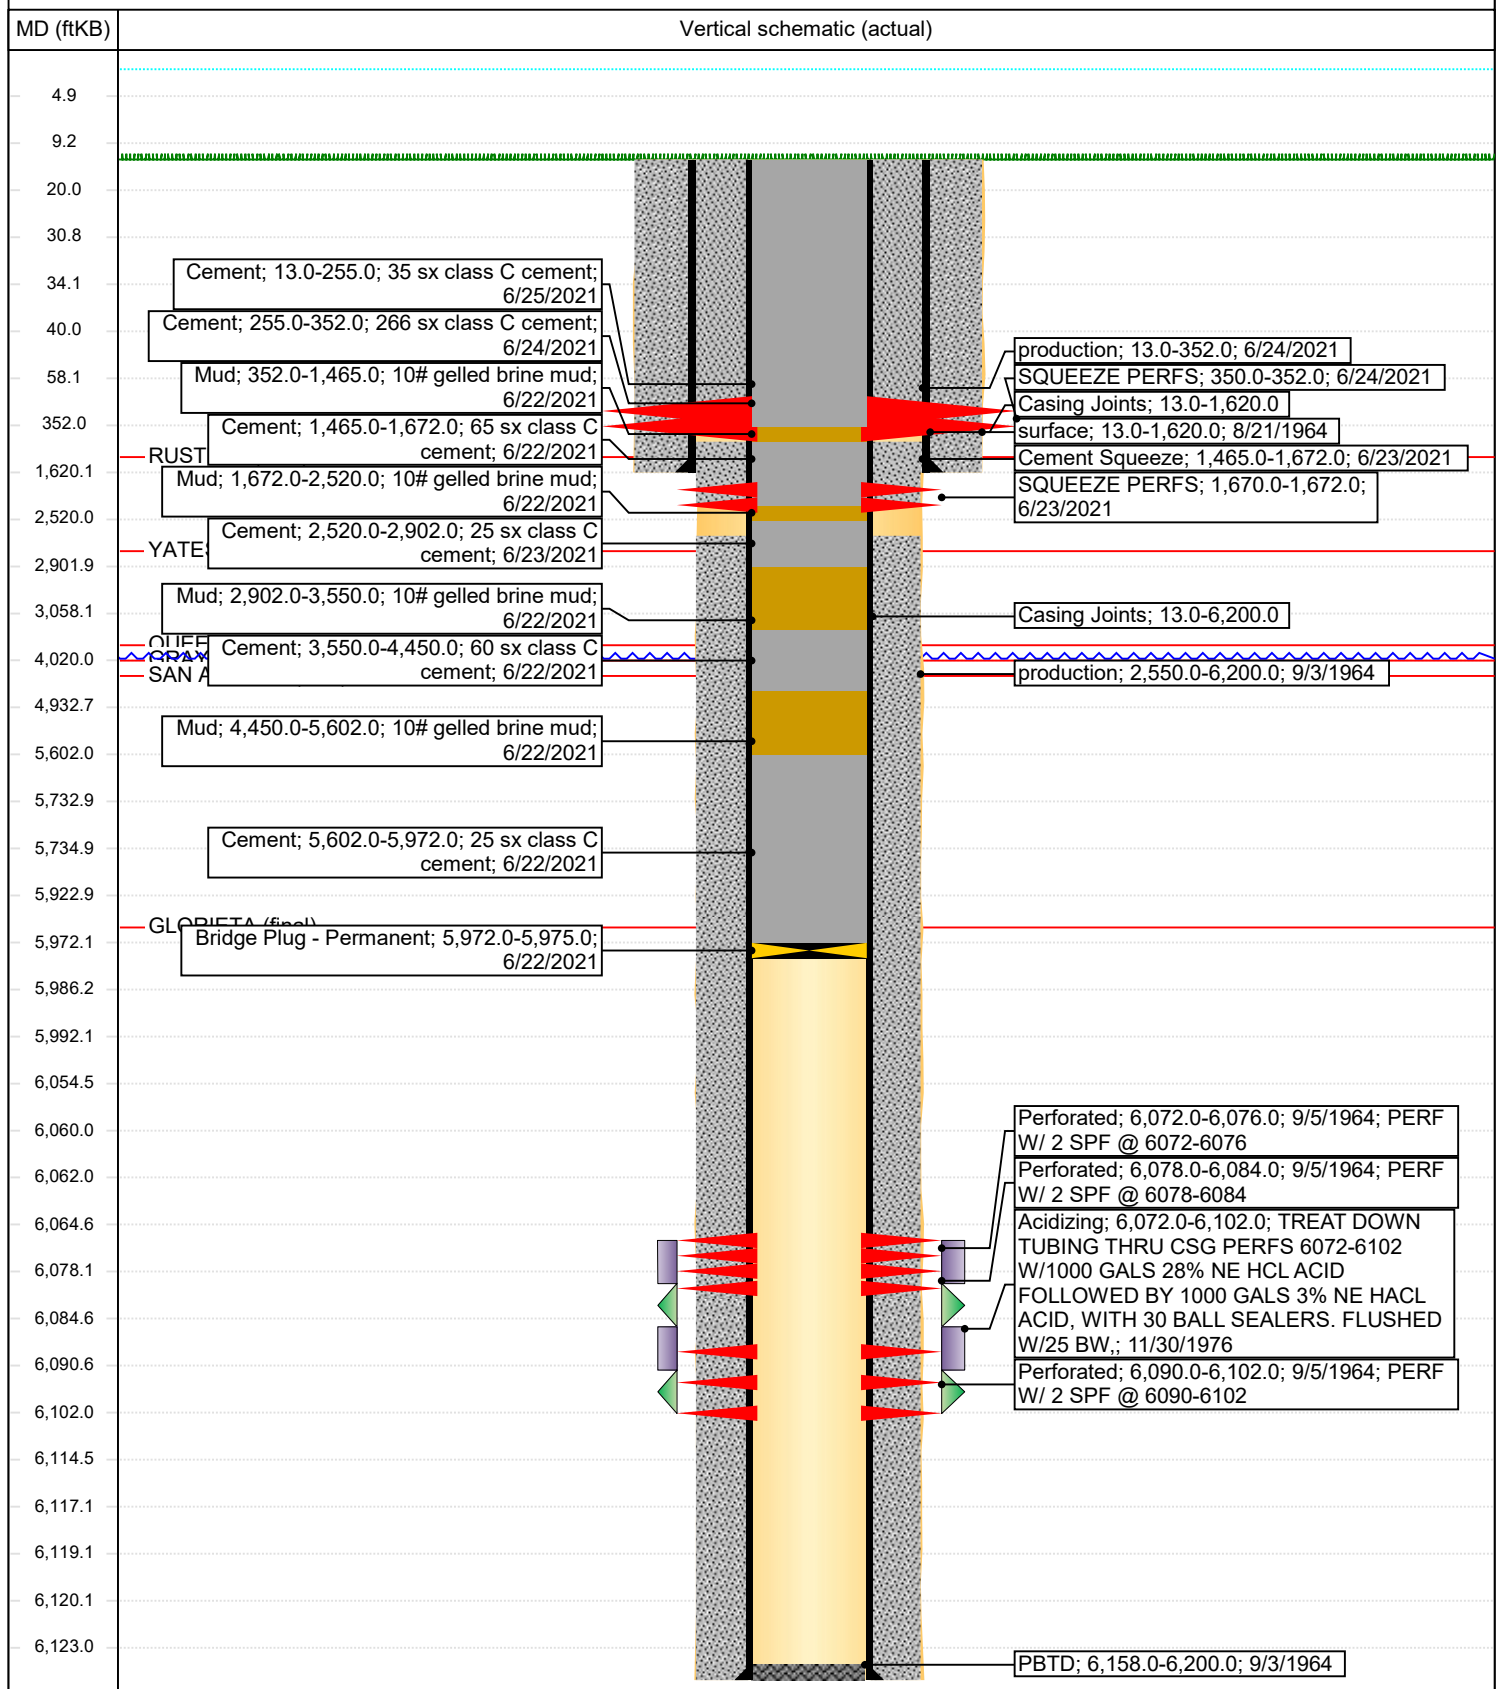 MD (ftKB)
Vertical schematic (actual)
4.9
9.2
20.0
30.8
34.1
40.0
58.1
352.0
1,620.1
2,520.0
2,901.9
3,058.1
4,020.0
4,932.7
5,602.0
5,732.9
5,734.9
5,922.9
5,972.1
5,986.2
5,992.1
6,054.5
6,060.0
6,062.0
6,064.6
6,078.1
6,084.6
6,090.6
6,102.0
6,114.5
6,117.1
6,119.1
6,120.1
6,123.0
Cement; 13.0-255.0; 35 sx class C cement;
6/25/2021
Cement; 255.0-352.0; 266 sx class C cement;
6/24/2021
Mud; 352.0-1,465.0; 10# gelled brine mud;
6/22/2021
Cement; 1,465.0-1,672.0; 65 sx class C
cement; 6/22/2021
RUST
Mud; 1,672.0-2,520.0; 10# gelled brine mud;
6/22/2021
Cement; 2,520.0-2,902.0; 25 sx class C
cement; 6/23/2021
YATES
Mud; 2,902.0-3,550.0; 10# gelled brine mud;
6/22/2021
Cement; 3,550.0-4,450.0; 60 sx class C
cement; 6/22/2021
SAN A
Mud; 4,450.0-5,602.0; 10# gelled brine mud;
6/22/2021
Cement; 5,602.0-5,972.0; 25 sx class C
cement; 6/22/2021
GLORIETA (final)
Bridge Plug - Permanent; 5,972.0-5,975.0;
6/22/2021
production; 13.0-352.0; 6/24/2021
SQUEEZE PERFS; 350.0-352.0; 6/24/2021
Casing Joints; 13.0-1,620.0
surface; 13.0-1,620.0; 8/21/1964
Cement Squeeze; 1,465.0-1,672.0; 6/23/2021
SQUEEZE PERFS; 1,670.0-1,672.0;
6/23/2021
Casing Joints; 13.0-6,200.0
production; 2,550.0-6,200.0; 9/3/1964
Perforated; 6,072.0-6,076.0; 9/5/1964; PERF
W/ 2 SPF @ 6072-6076
Perforated; 6,078.0-6,084.0; 9/5/1964; PERF
W/ 2 SPF @ 6078-6084
Acidizing; 6,072.0-6,102.0; TREAT DOWN
TUBING THRU CSG PERFS 6072-6102
W/1000 GALS 28% NE HCL ACID
FOLLOWED BY 1000 GALS 3% NE HACL
ACID, WITH 30 BALL SEALERS. FLUSHED
W/25 BW,; 11/30/1976
Perforated; 6,090.0-6,102.0; 9/5/1964; PERF
W/ 2 SPF @ 6090-6102
PBTD; 6,158.0-6,200.0; 9/3/1964